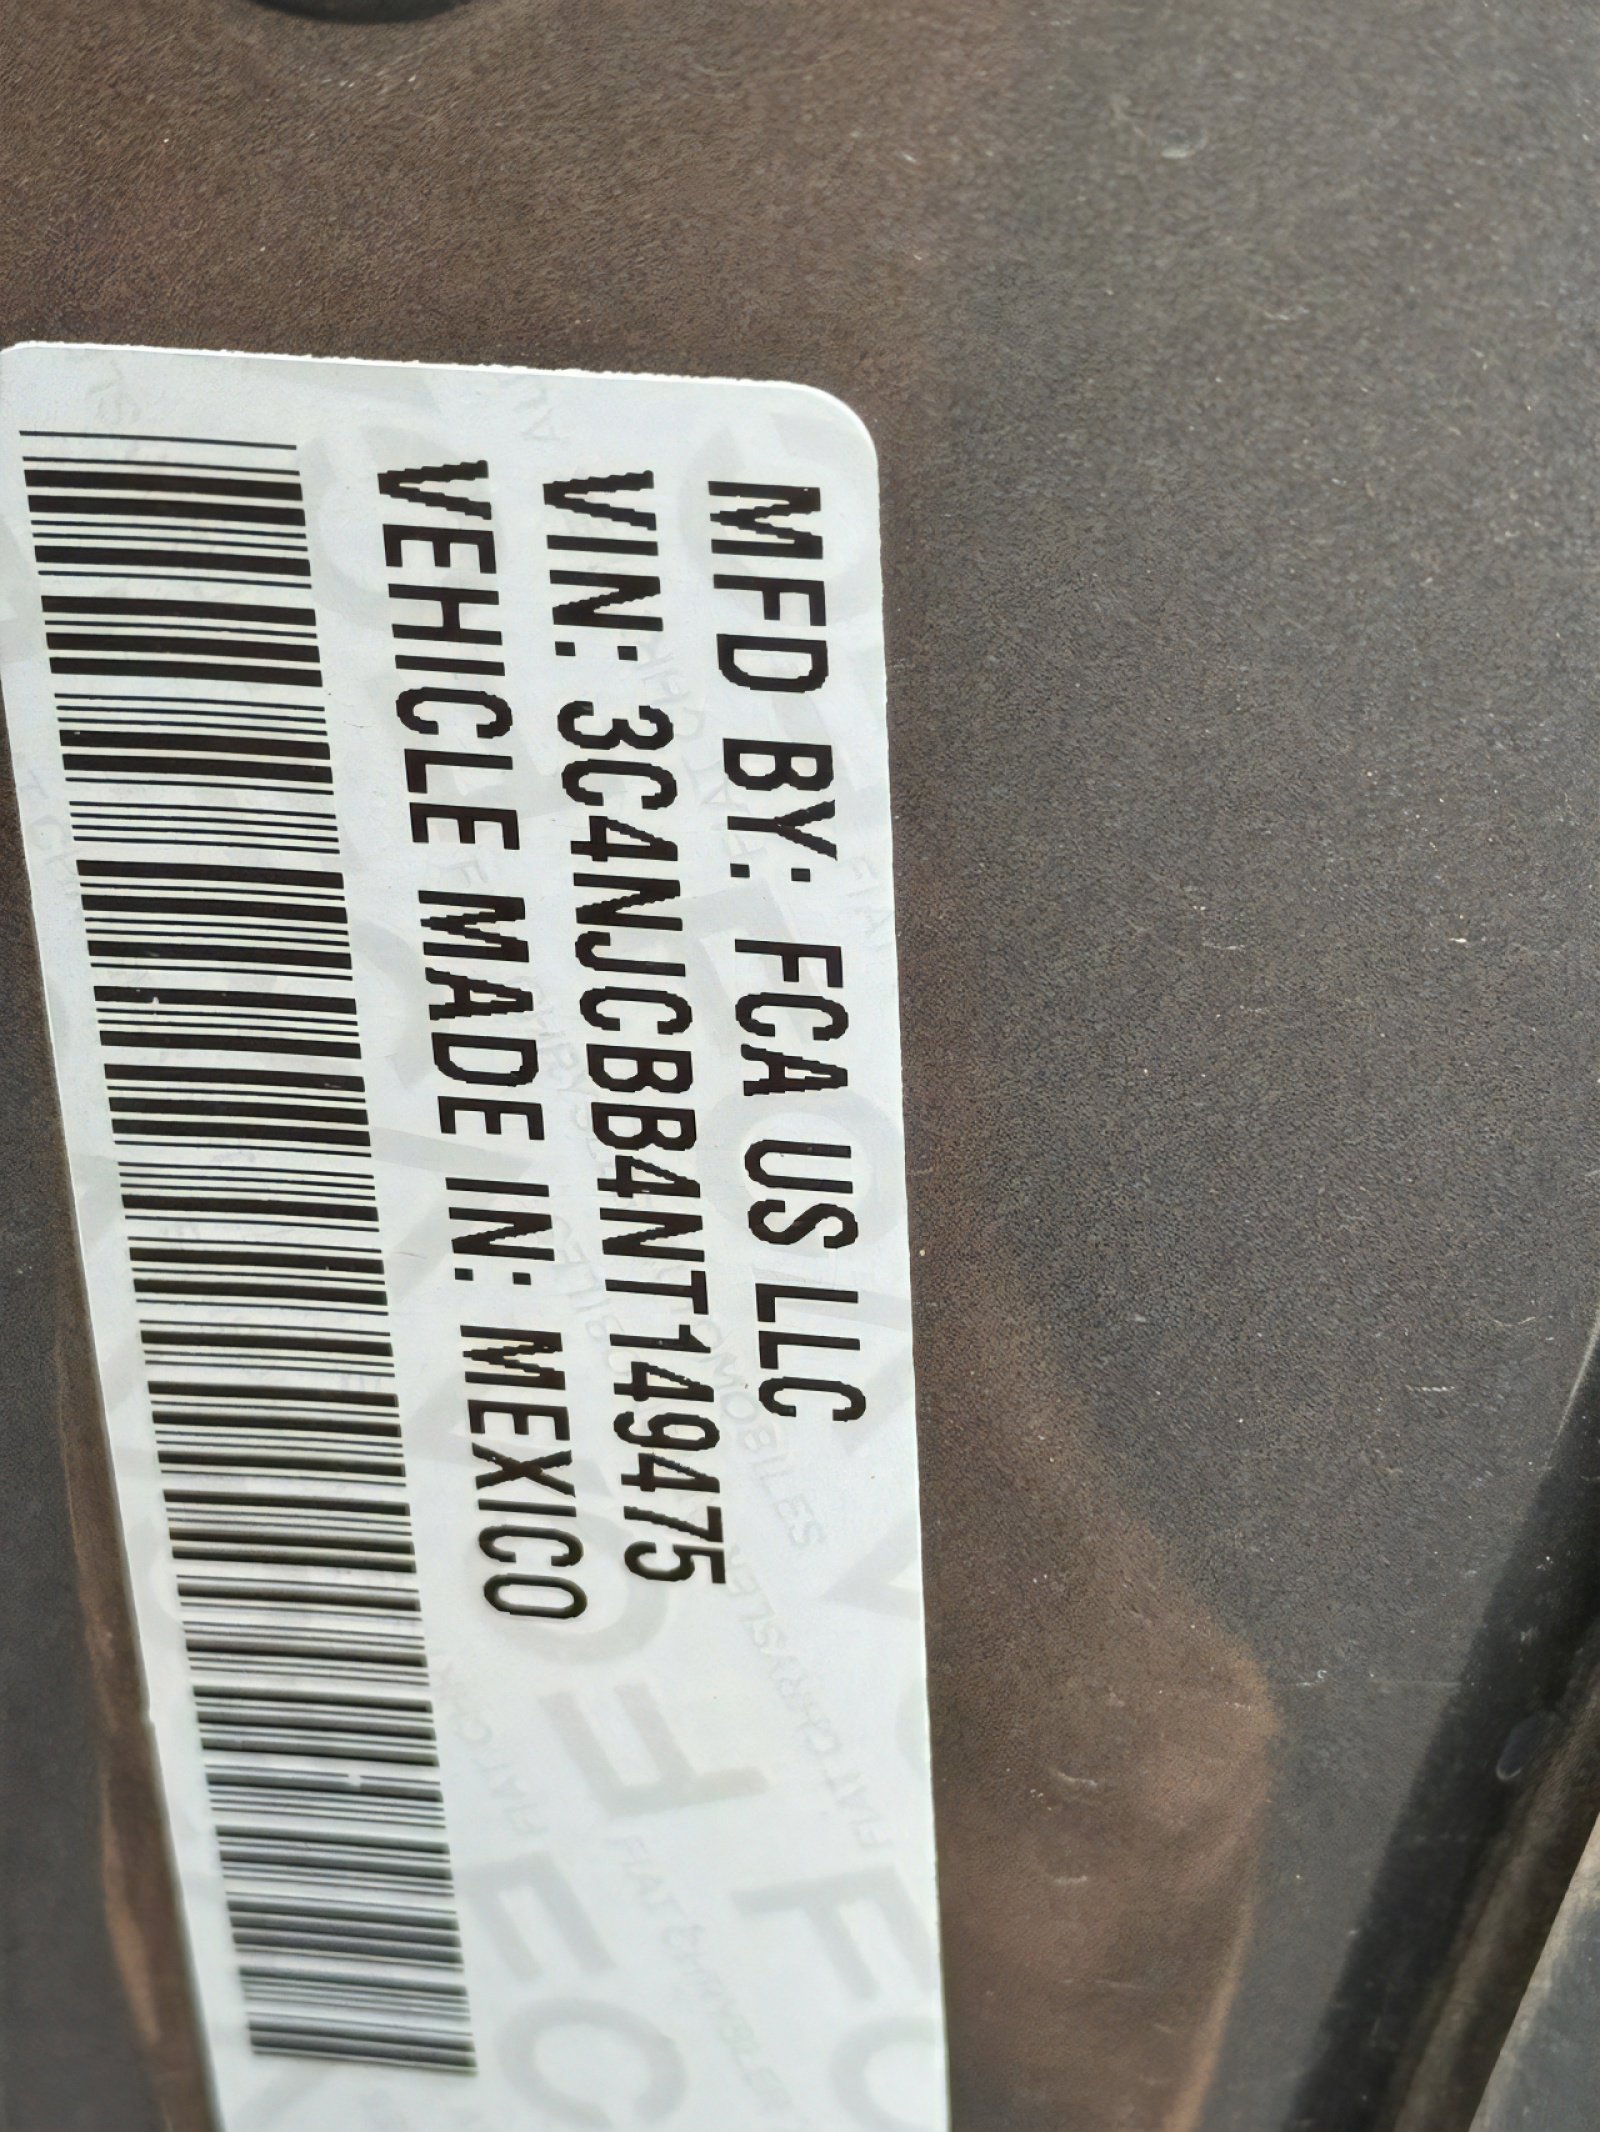 MFD BY: FCA US LLC
VIN: 3C4NJCBB4NT149475
VEHICLE MADE IN: MEXICO